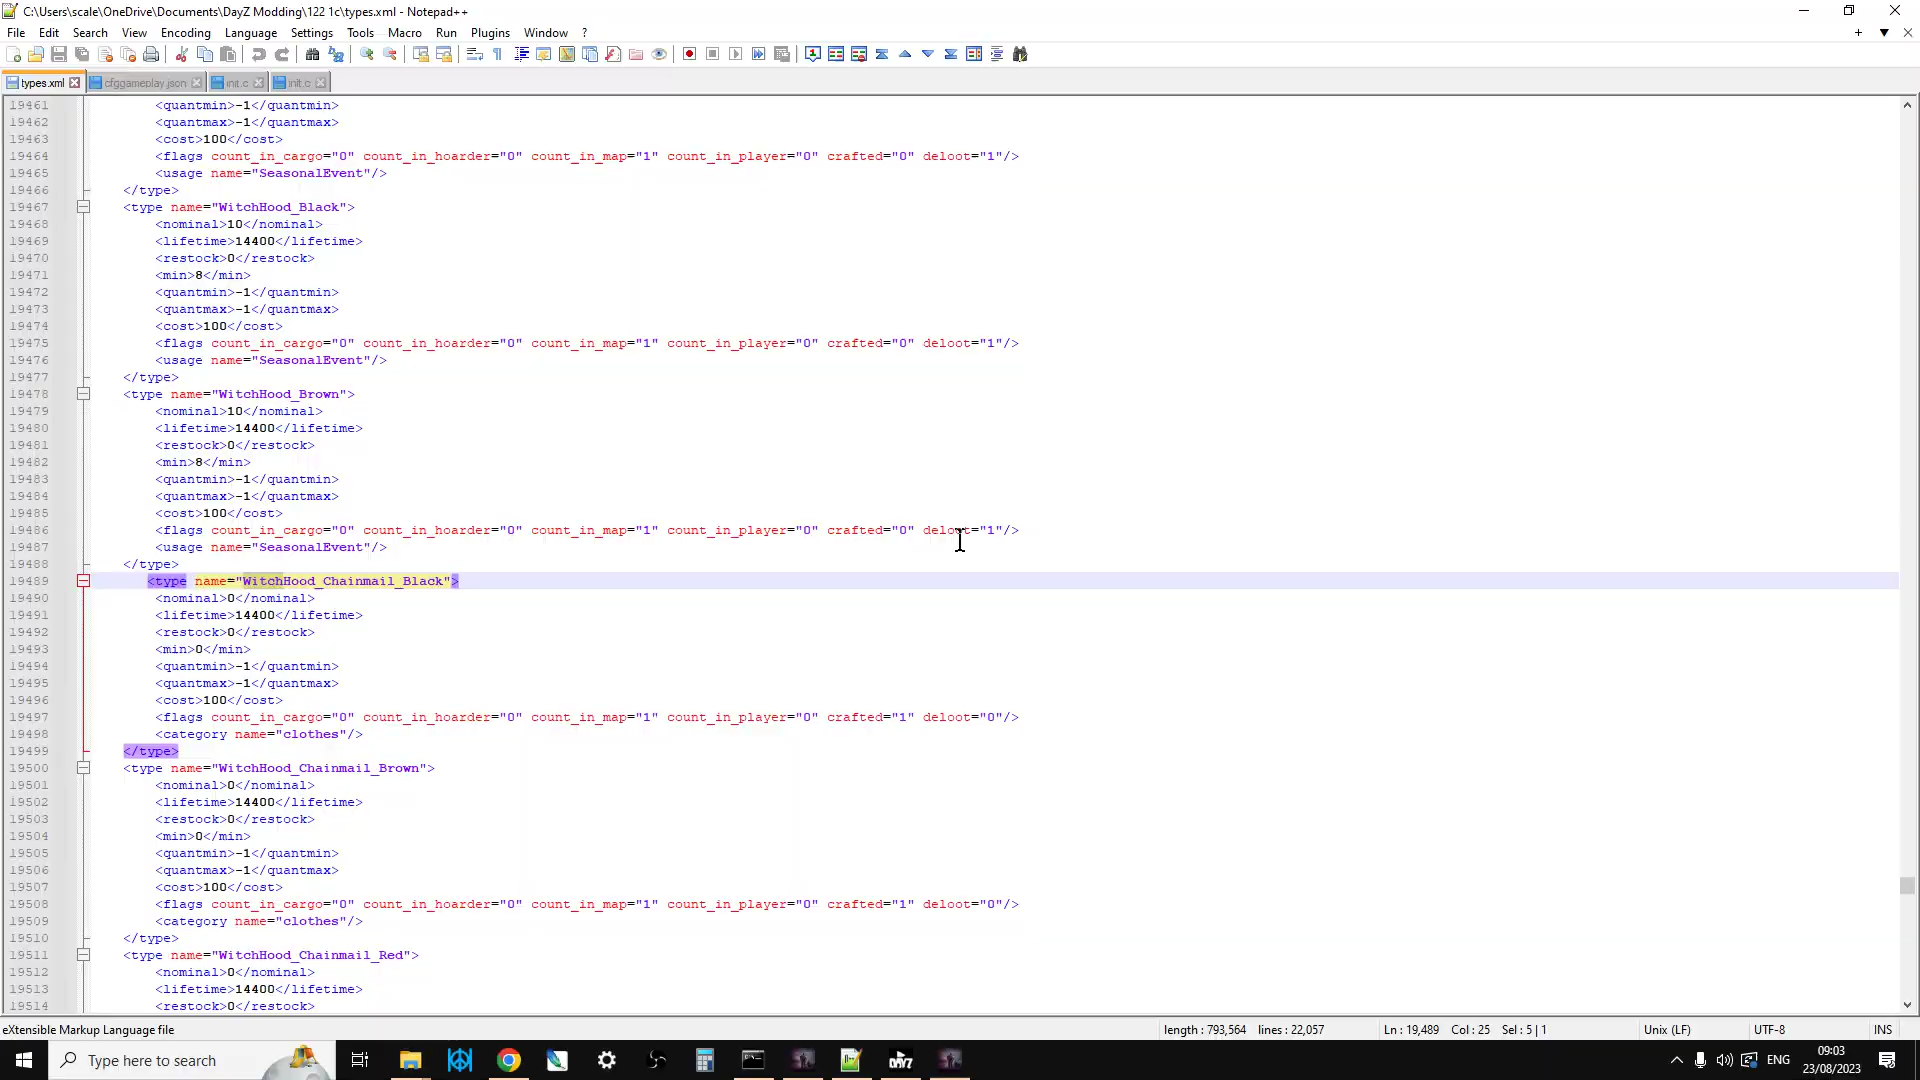 C:\Users\scale\OneDrive\Documents\DayZ Modding\122 1c\types.xml - Notepad++
File Edit Search View Encoding Language Settings Tools Macro Run Plugins Window ?
types.xml cfggameplay.json init.c init.c
19461 <quantmin>-1</quantmin>
19462 <quantmax>-1</quantmax>
19463 <cost>100</cost>
19464 <flags count_in_cargo="0" count_in_hoarder="0" count_in_map="1" count_in_player="0" crafted="0" deloot="1"/>
19465 <usage name="SeasonalEvent"/>
19466 </type>
19467 <type name="WitchHood_Black">
19468 <nominal>10</nominal>
19469 <lifetime>14400</lifetime>
19470 <restock>0</restock>
19471 <min>8</min>
19472 <quantmin>-1</quantmin>
19473 <quantmax>-1</quantmax>
19474 <cost>100</cost>
19475 <flags count_in_cargo="0" count_in_hoarder="0" count_in_map="1" count_in_player="0" crafted="0" deloot="1"/>
19476 <usage name="SeasonalEvent"/>
19477 </type>
19478 <type name="WitchHood_Brown">
19479 <nominal>10</nominal>
19480 <lifetime>14400</lifetime>
19481 <restock>0</restock>
19482 <min>8</min>
19483 <quantmin>-1</quantmin>
19484 <quantmax>-1</quantmax>
19485 <cost>100</cost>
19486 <flags count_in_cargo="0" count_in_hoarder="0" count_in_map="1" count_in_player="0" crafted="0" deloot="1"/>
19487 <usage name="SeasonalEvent"/>
19488 </type>
19489 <type name="WitchHood_Chainmail_Black">
19490 <nominal>0</nominal>
19491 <lifetime>14400</lifetime>
19492 <restock>0</restock>
19493 <min>0</min>
19494 <quantmin>-1</quantmin>
19495 <quantmax>-1</quantmax>
19496 <cost>100</cost>
19497 <flags count_in_cargo="0" count_in_hoarder="0" count_in_map="1" count_in_player="0" crafted="1" deloot="0"/>
19498 <category name="clothes"/>
19499 </type>
19500 <type name="WitchHood_Chainmail_Brown">
19501 <nominal>0</nominal>
19502 <lifetime>14400</lifetime>
19503 <restock>0</restock>
19504 <min>0</min>
19505 <quantmin>-1</quantmin>
19506 <quantmax>-1</quantmax>
19507 <cost>100</cost>
19508 <flags count_in_cargo="0" count_in_hoarder="0" count_in_map="1" count_in_player="0" crafted="1" deloot="0"/>
19509 <category name="clothes"/>
19510 </type>
19511 <type name="WitchHood_Chainmail_Red">
19512 <nominal>0</nominal>
19513 <lifetime>14400</lifetime>
19514 <restock>0</restock>
eXtensible Markup Language file length : 793,564 lines : 22,057 Ln : 19,489 Col : 25 Sel : 5 | 1 Unix (LF) UTF-8 INS
Type here to search DAYZ ENG 09:03
23/08/2023